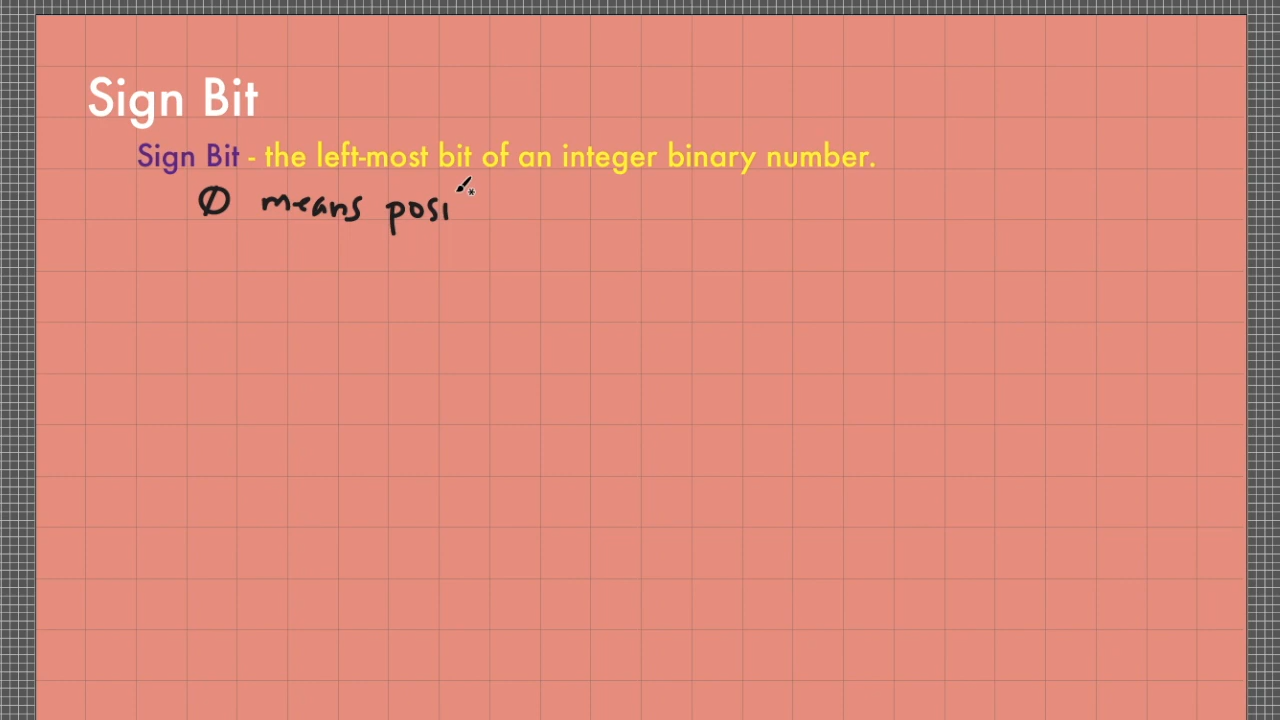 Sign Bit
Sign Bit - the left-most bit of an integer binary number.
0 means posi